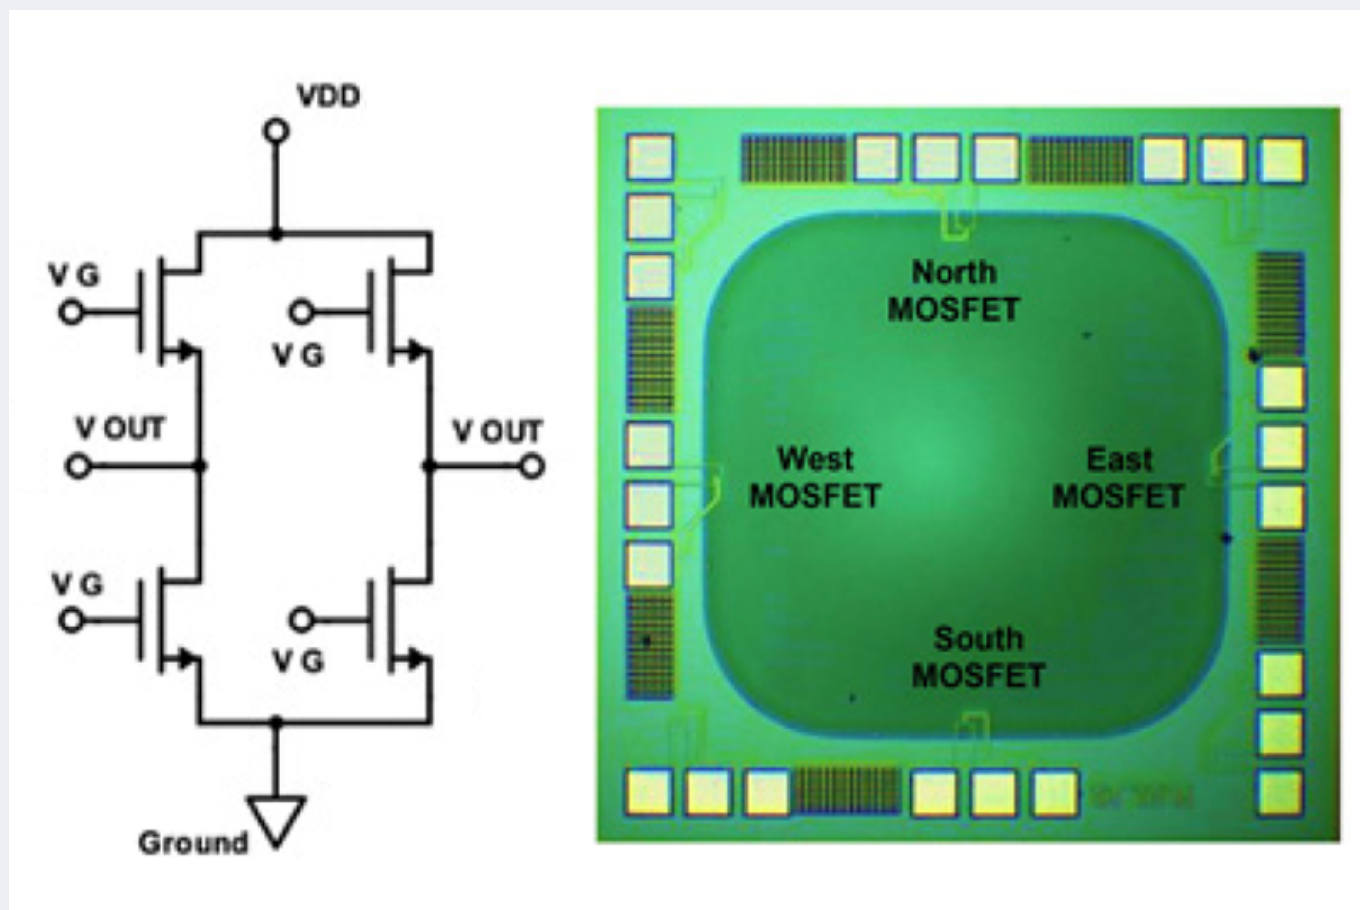 VDD
V G
V G
V OUT
V OUT
V G
V G
Ground
North
MOSFET
West
MOSFET
East
MOSFET
South
MOSFET